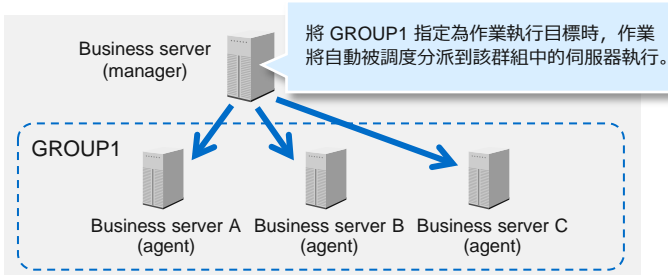 Business server
(manager)
將 GROUP1 指定為作業執行目標時，作業
將自動被調度分派到該群組中的伺服器執行。
GROUP1
Business server A
(agent)
Business server B
(agent)
Business server C
(agent)